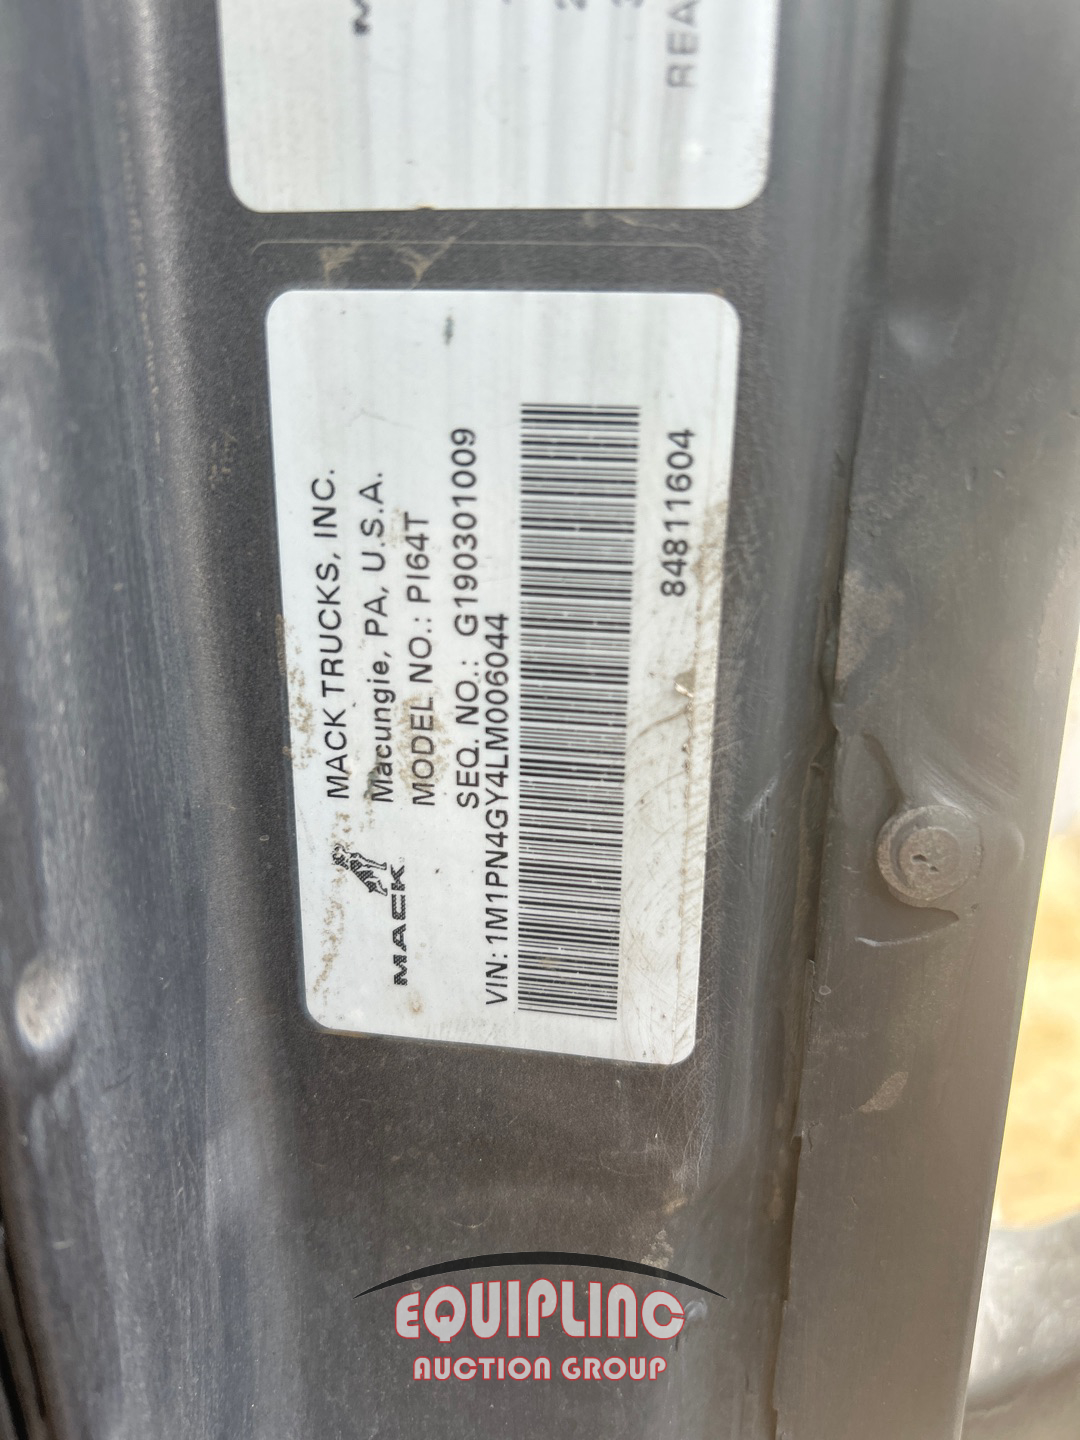 REA
MACK
MACK TRUCKS, INC.
Macungie, PA, U.S.A.
MODEL NO.: PI64T
SEQ. NO.: G190301009
VIN: 1M1PN4GY4LM006044
84811604
EQUIPLINC
AUCTION GROUP